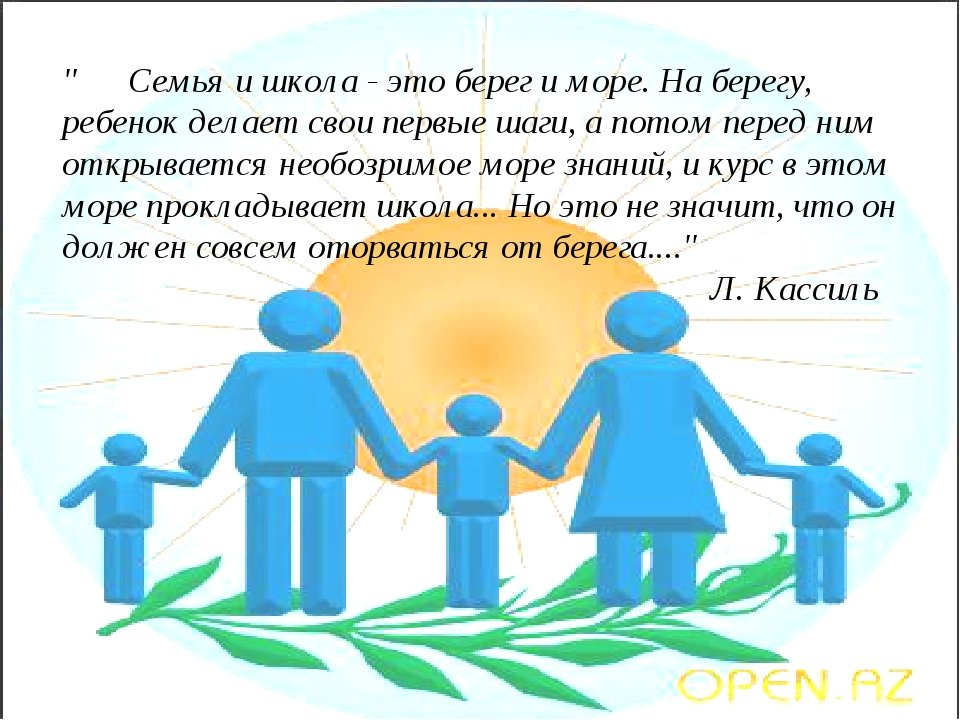 " Семья и школа - это берег и море. На берегу,
ребенок делает свои первые шаги, а потом перед ним
открывается необозримое море знаний, и курс в этом
море прокладывает школа... Но это не значит, что он
должен совсем оторваться от берега...."
Л. Кассиль
OPEN.AZ